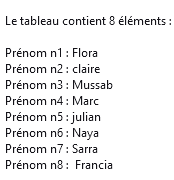 Le tableau contient 8 éléments :
Prénom n1 : Flora
Prénom n2 : claire
Prénom n3 : Mussab
Prénom n4 : Marc
Prénom n5 : julian
Prénom n6 : Naya
Prénom n7 : Sarra
Prénom n8 :  Francia